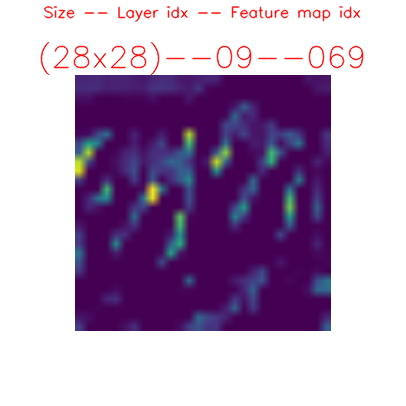 Size -- Layer idx -- Feature map idx
(28x28)--09--069